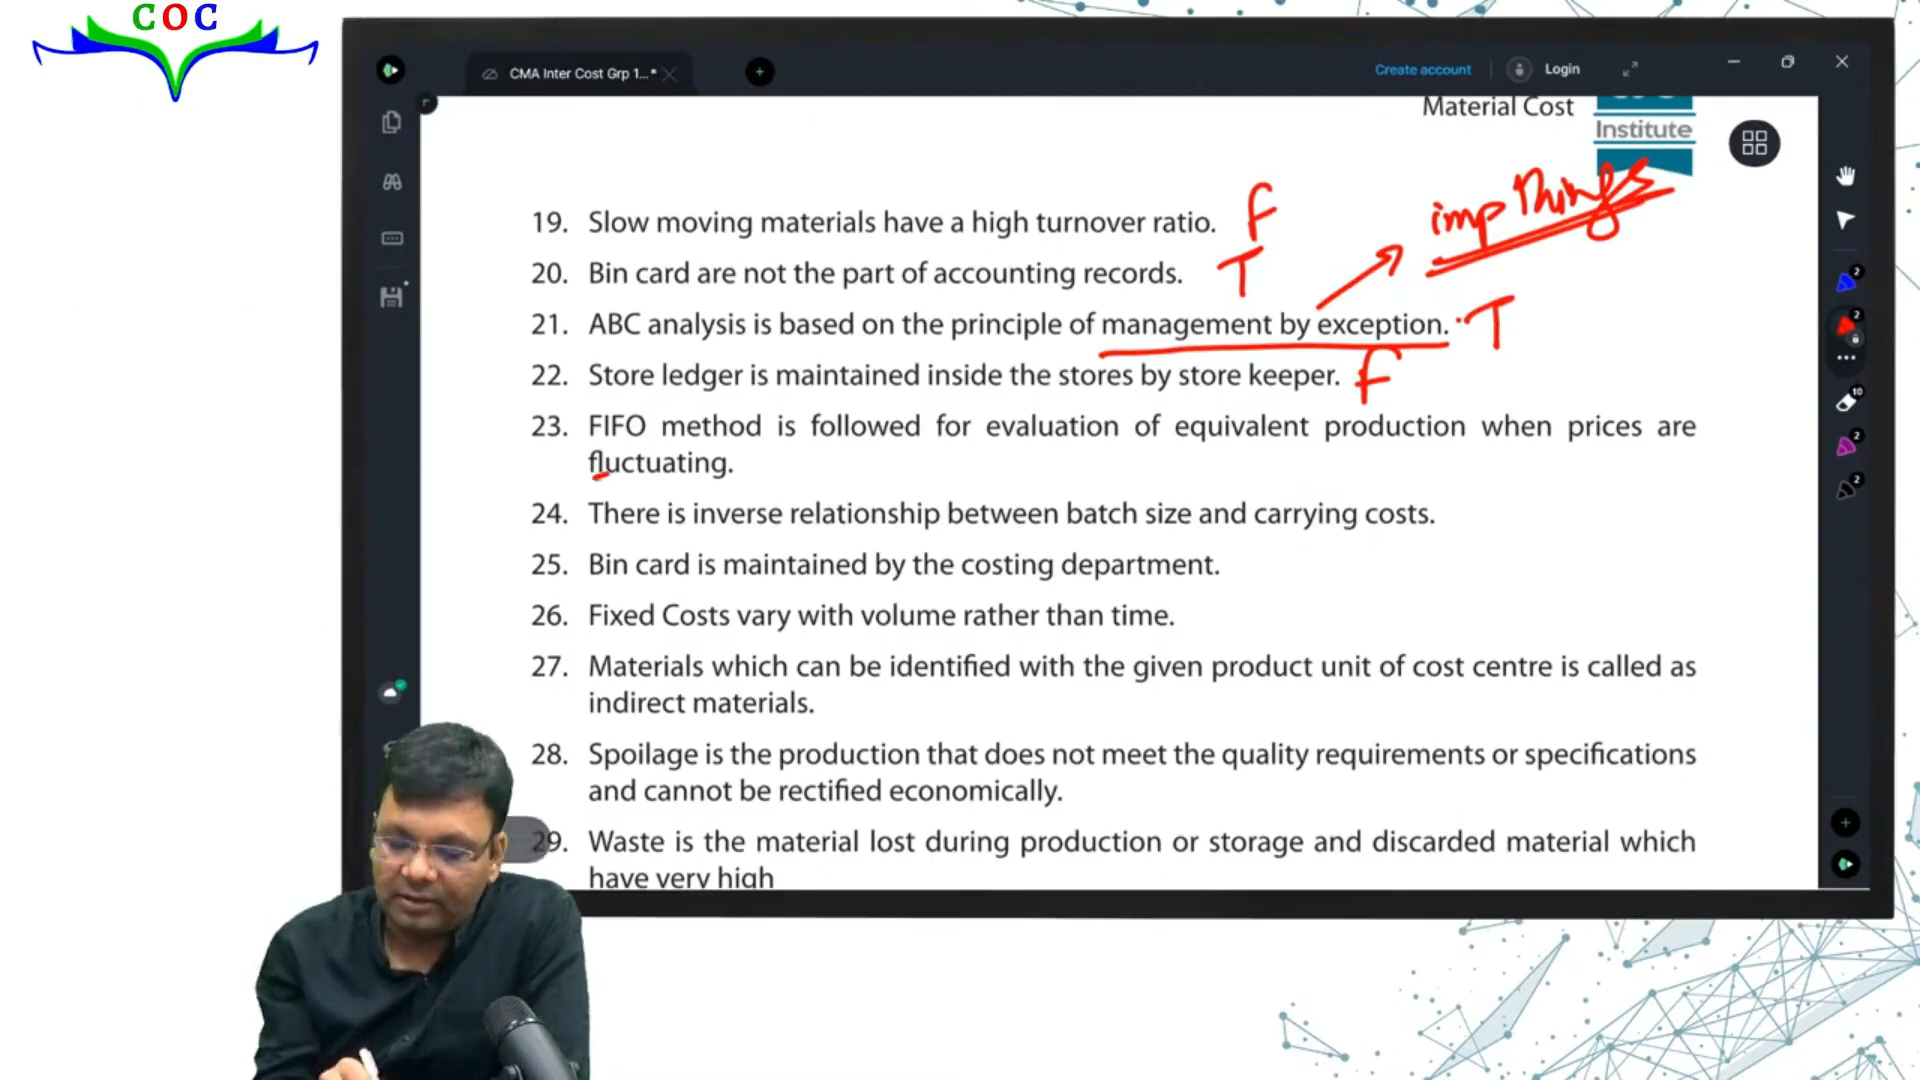 COC
CMA Inter Cost Grp 1...*
Create account
Login
Material Cost
Institute
imp Things
19. Slow moving materials have a high turnover ratio. F
20. Bin card are not the part of accounting records. T
21. ABC analysis is based on the principle of management by exception. T
22. Store ledger is maintained inside the stores by store keeper. F
23. FIFO method is followed for evaluation of equivalent production when prices are
fluctuating.
24. There is inverse relationship between batch size and carrying costs.
25. Bin card is maintained by the costing department.
26. Fixed Costs vary with volume rather than time.
27. Materials which can be identified with the given product unit of cost centre is called as
indirect materials.
28. Spoilage is the production that does not meet the quality requirements or specifications
and cannot be rectified economically.
29. Waste is the material lost during production or storage and discarded material which
have very high
2
2
10
2
2